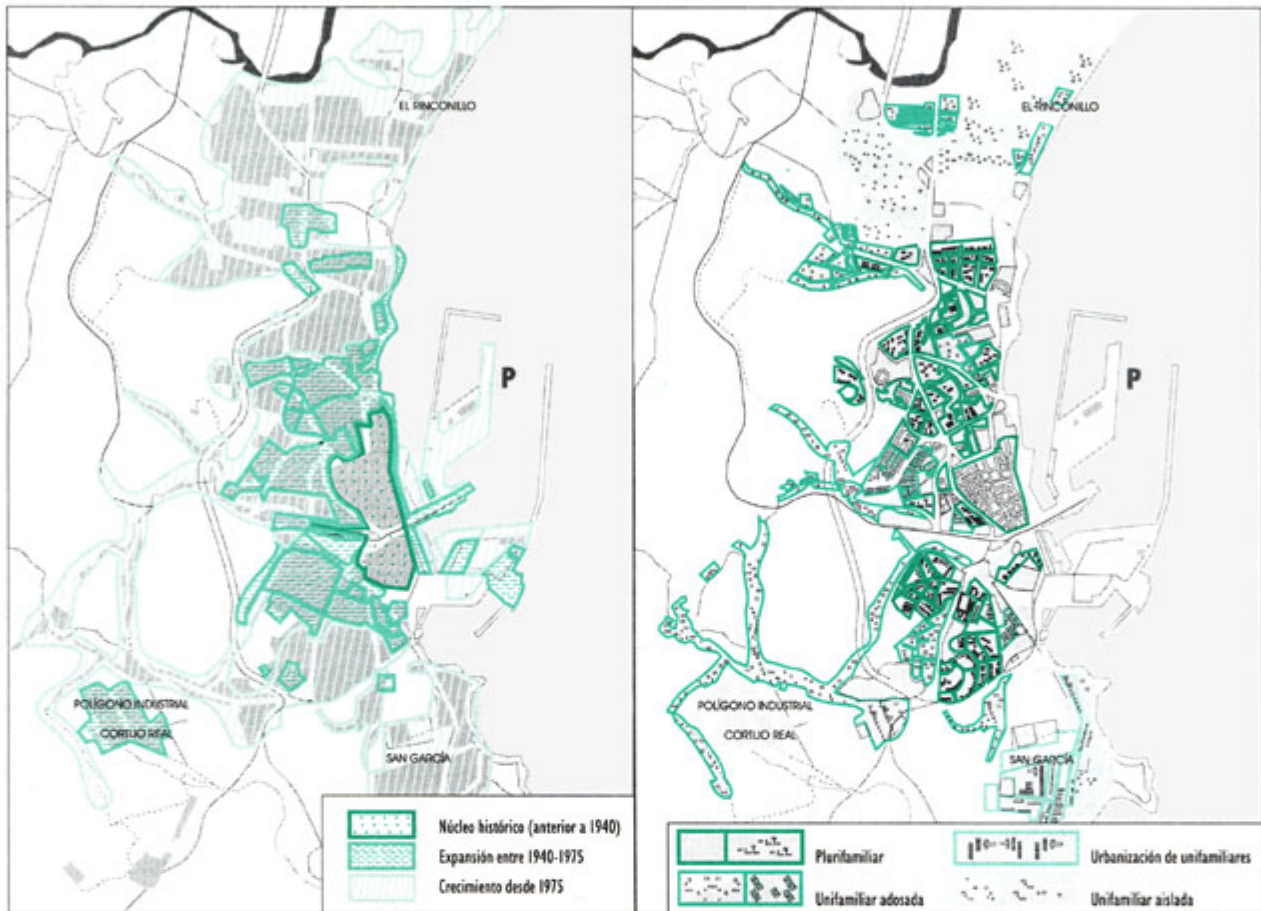 EL RINCONILLO
P
POLÍGONO INDUSTRIAL
CORTIJO REAL
SAN GARCÍA
Núcleo histórico (anterior a 1940)
Expansión entre 1940-1975
Crecimiento desde 1975
EL RINCONILLO
P
POLÍGONO INDUSTRIAL
CORTIJO REAL
SAN GARCÍA
Plurifamiliar
Urbanización de unifamiliares
Unifamiliar adosada
Unifamiliar aislada